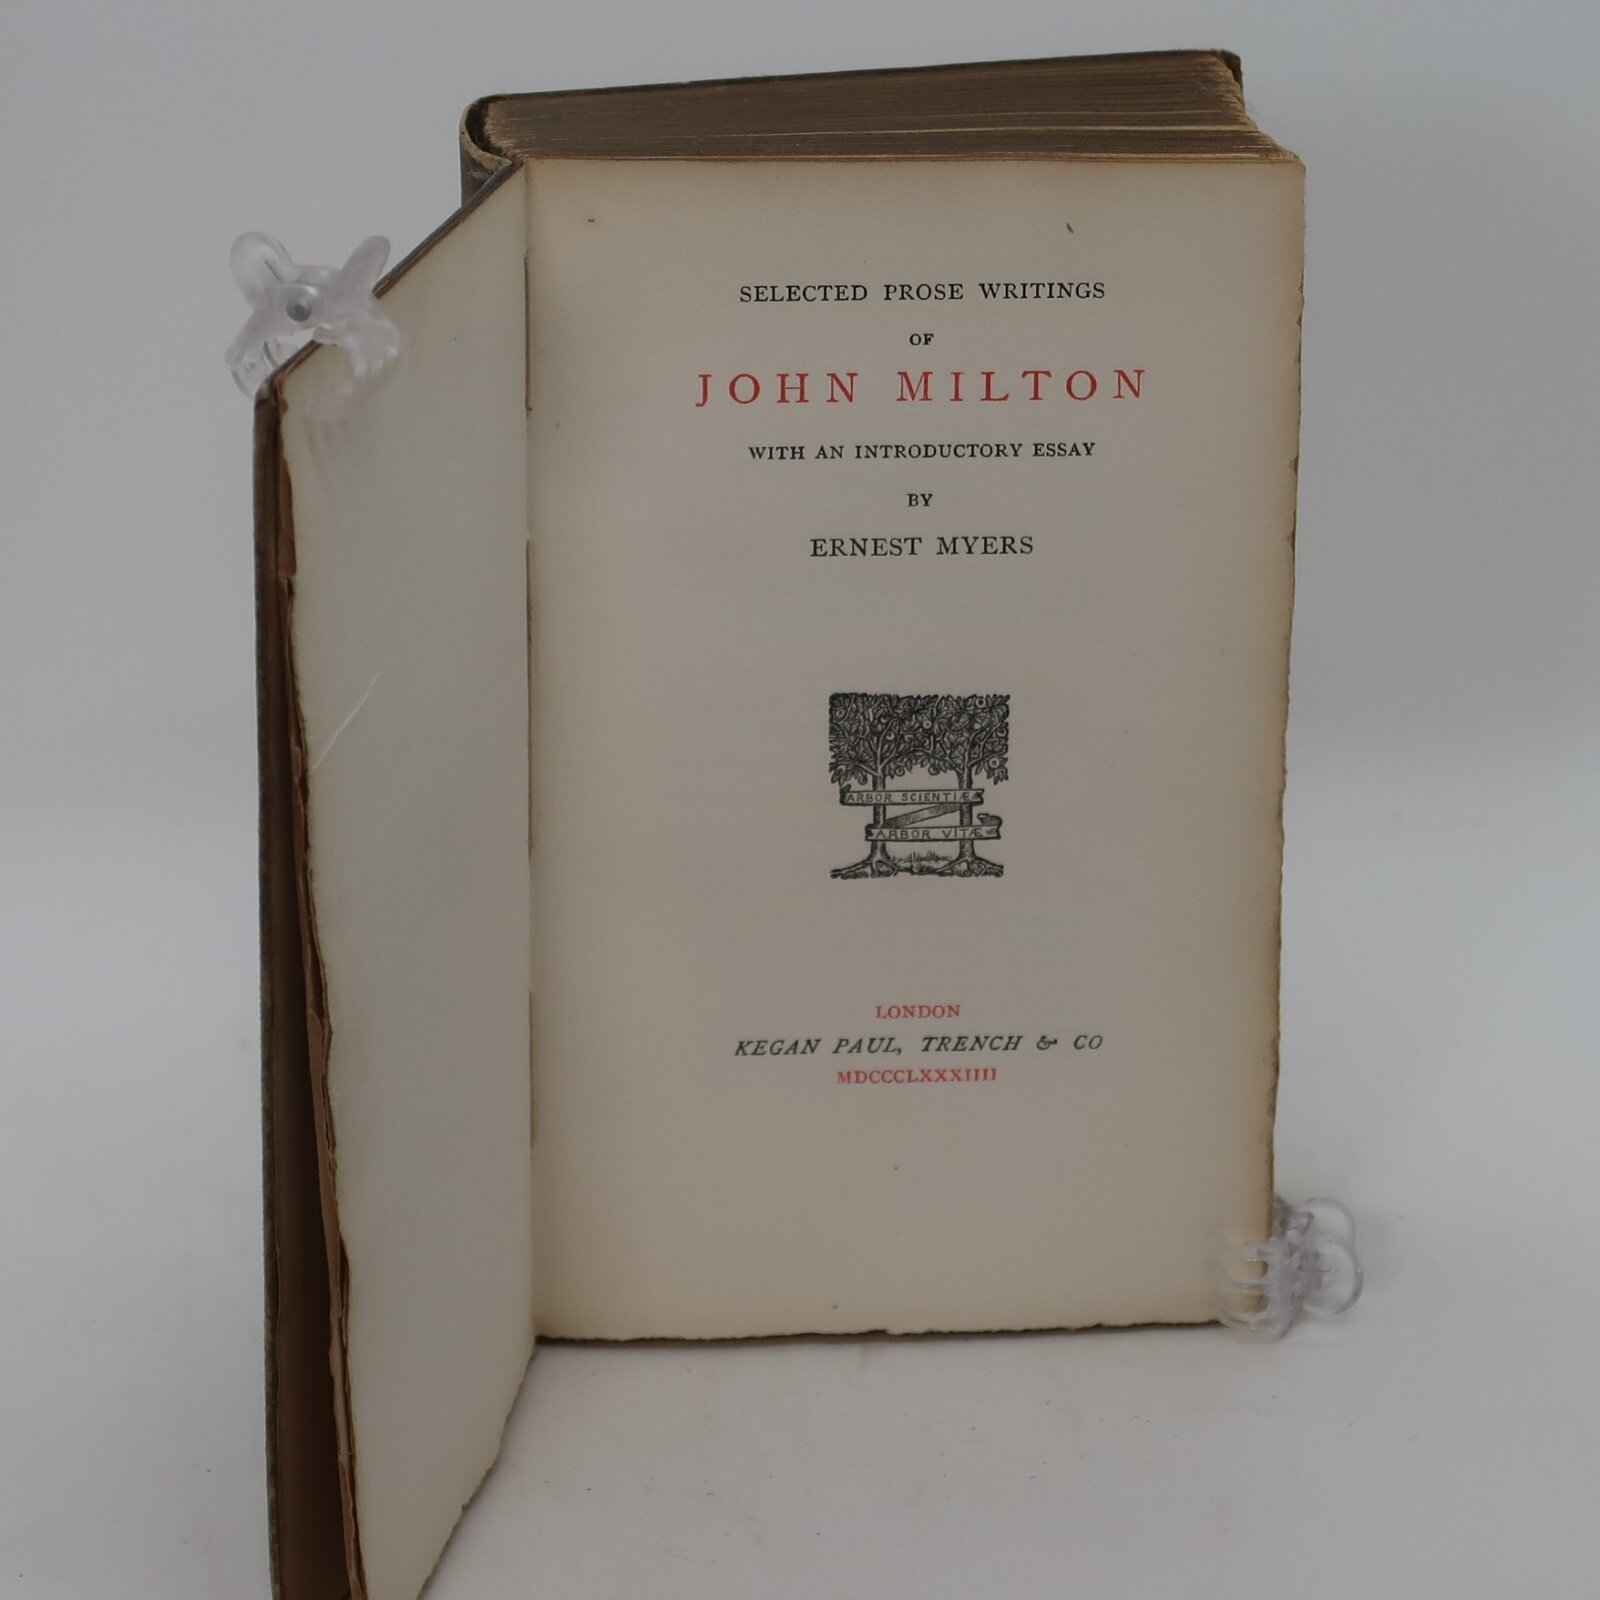 SELECTED PROSE WRITINGS
OF
JOHN MILTON
WITH AN INTRODUCTORY ESSAY
BY
ERNEST MYERS
ARBOR SCIENTIÆ
ARBOR VITÆ
LONDON
KEGAN PAUL, TRENCH & CO
MDCCCLXXXIIII